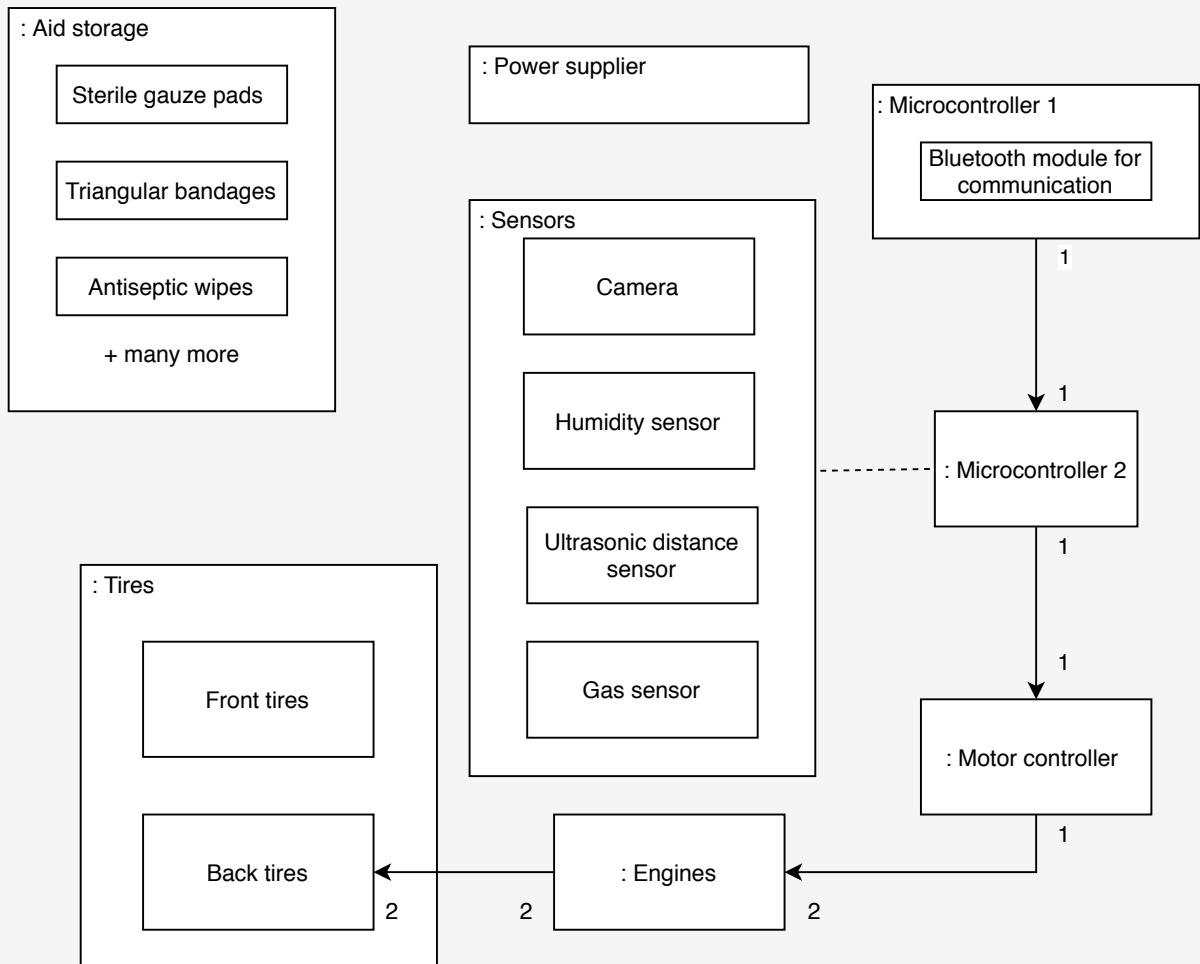 : Aid storage
Sterile gauze pads
Triangular bandages
Antiseptic wipes
+ many more
: Power supplier
: Microcontroller 1
Bluetooth module for
communication
1
1
: Sensors
Camera
Humidity sensor
Ultrasonic distance
sensor
Gas sensor
: Microcontroller 2
1
1
: Motor controller
1
: Tires
Front tires
Back tires
2
2
: Engines
2